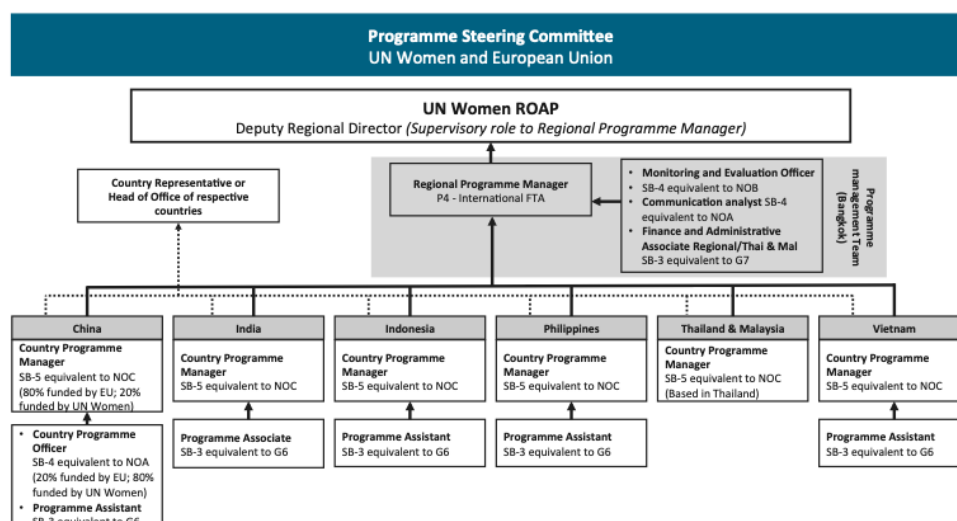 Programme Steering Committee
UN Women and European Union
UN Women ROAP
Deputy Regional Director (Supervisory role to Regional Programme Manager)
Country Representative or
Head of Office of respective
countries
Regional Programme Manager
P4 - International FTA
• Monitoring and Evaluation Officer
SB-4 equivalent to NOB
• Communication analyst SB-4
equivalent to NOA
• Finance and Administrative
Associate Regional/Thai & Mal
SB-3 equivalent to G7
Programme
management Team
(Bangkok)
China
Country Programme
Manager
SB-5 equivalent to NOC
(80% funded by EU; 20%
funded by UN Women)
• Country Programme
Officer
SB-4 equivalent to NOA
(20% funded by EU; 80%
funded by UN Women)
• Programme Assistant
SB-3 equivalent to G6
India
Country Programme
Manager
SB-5 equivalent to NOC
Programme Associate
SB-3 equivalent to G6
Indonesia
Country Programme
Manager
SB-5 equivalent to NOC
Programme Assistant
SB-3 equivalent to G6
Philippines
Country Programme
Manager
SB-5 equivalent to NOC
Programme Assistant
SB-3 equivalent to G6
Thailand & Malaysia
Country Programme
Manager
SB-5 equivalent to NOC
(Based in Thailand)
Vietnam
Country Programme
Manager
SB-5 equivalent to NOC
Programme Assistant
SB-3 equivalent to G6